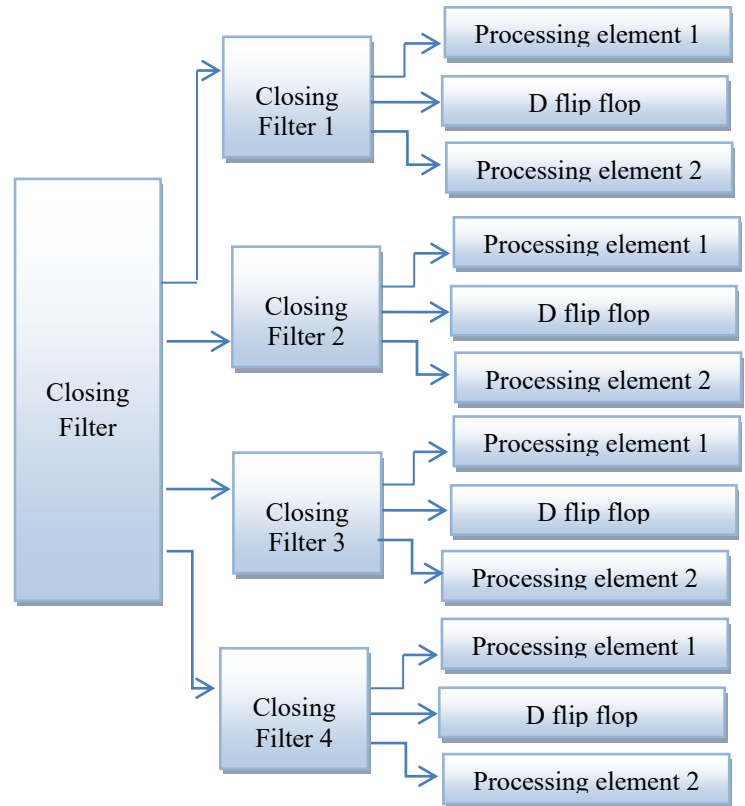 Closing
Filter
Closing
Filter 1
Processing element 1
D flip flop
Processing element 2
Closing
Filter 2
Processing element 1
D flip flop
Processing element 2
Closing
Filter 3
Processing element 1
D flip flop
Processing element 2
Closing
Filter 4
Processing element 1
D flip flop
Processing element 2